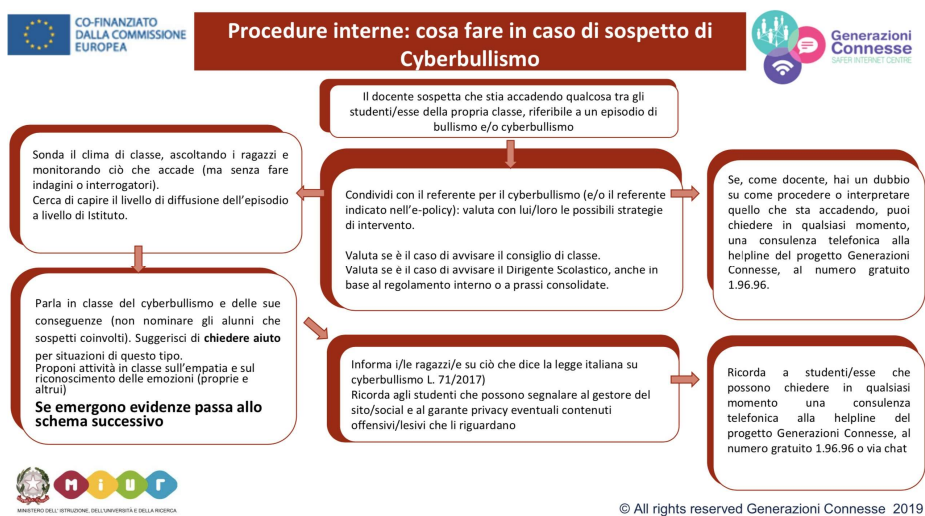 CO-FINANZIATO
DALLA COMMISSIONE
EUROPEA
Procedure interne: cosa fare in caso di sospetto di
Cyberbullismo
Generazioni
Connesse
SAFER INTERNET CENTRE
Il docente sospetta che stia accadendo qualcosa tra gli
studenti/esse della propria classe, riferibile a un episodio di
bullismo e/o cyberbullismo
Sonda il clima di classe, ascoltando i ragazzi e
monitorando ciò che accade (ma senza fare
indagini o interrogatori).
Cerca di capire il livello di diffusione dell'episodio
a livello di Istituto.
Condividi con il referente per il cyberbullismo (e/o il referente
indicato nell'e-policy): valuta con lui/loro le possibili strategie
di intervento.
Valuta se è il caso di avvisare il consiglio di classe.
Valuta se è il caso di avvisare il Dirigente Scolastico, anche in
base al regolamento interno o a prassi consolidate.
Se, come docente, hai un dubbio
su come procedere o interpretare
quello che sta accadendo, puoi
chiedere in qualsiasi momento,
una consulenza telefonica alla
helpline del progetto Generazioni
Connesse, al numero gratuito
1.96.96.
Parla in classe del cyberbullismo e delle sue
conseguenze (non nominare gli alunni che
sospetti coinvolti). Suggerisci di chiedere aiuto
per situazioni di questo tipo.
Proponi attività in classe sull'empatia e sul
riconoscimento delle emozioni (proprie e
altrui)
Se emergono evidenze passa allo
schema successivo
Informa i/le ragazzi/e su ciò che dice la legge italiana su
cyberbullismo L. 71/2017)
Ricorda agli studenti che possono segnalare al gestore del
sito/social e al garante privacy eventuali contenuti
offensivi/lesivi che li riguardano
Ricorda a studenti/esse che
possono chiedere in qualsiasi
momento una consulenza
telefonica alla helpline del
progetto Generazioni Connesse, al
numero gratuito 1.96.96 o via chat
MIUR
MINISTERO DELL' ISTRUZIONE, DELL'UNIVERSITÀ E DELLA RICERCA
© All rights reserved Generazioni Connesse 2019